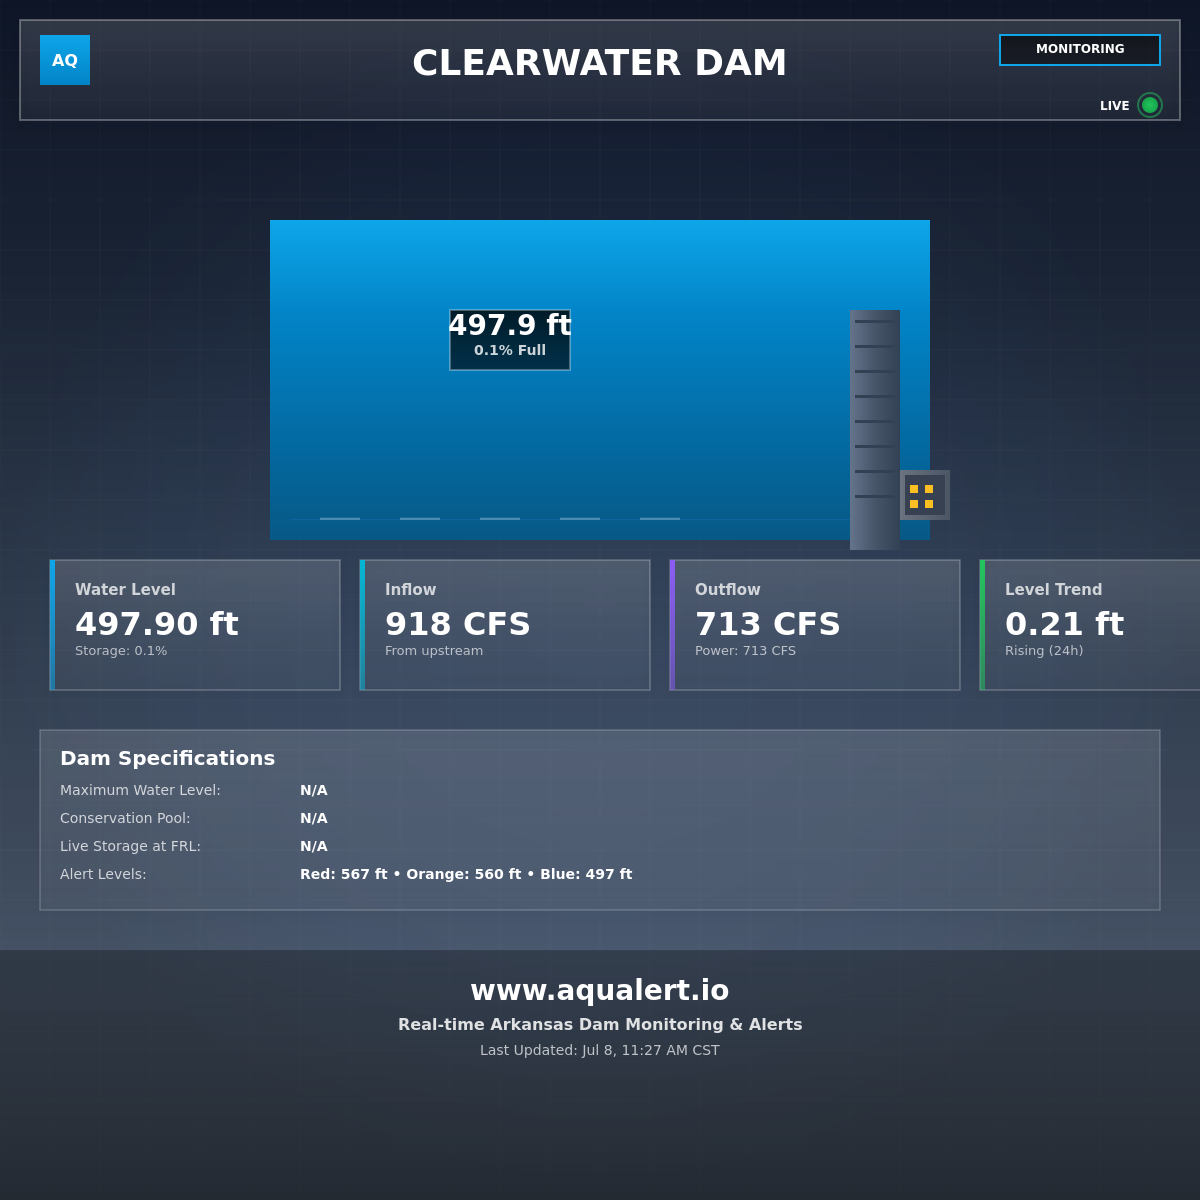 AQ
CLEARWATER DAM
MONITORING
LIVE
497.9 ft
0.1% Full
Water Level
497.90 ft
Storage: 0.1%
Inflow
918 CFS
From upstream
Outflow
713 CFS
Power: 713 CFS
Level Trend
0.21 ft
Rising (24h)
Dam Specifications
Maximum Water Level: N/A
Conservation Pool: N/A
Live Storage at FRL: N/A
Alert Levels: Red: 567 ft • Orange: 560 ft • Blue: 497 ft
www.aqualert.io
Real-time Arkansas Dam Monitoring & Alerts
Last Updated: Jul 8, 11:27 AM CST